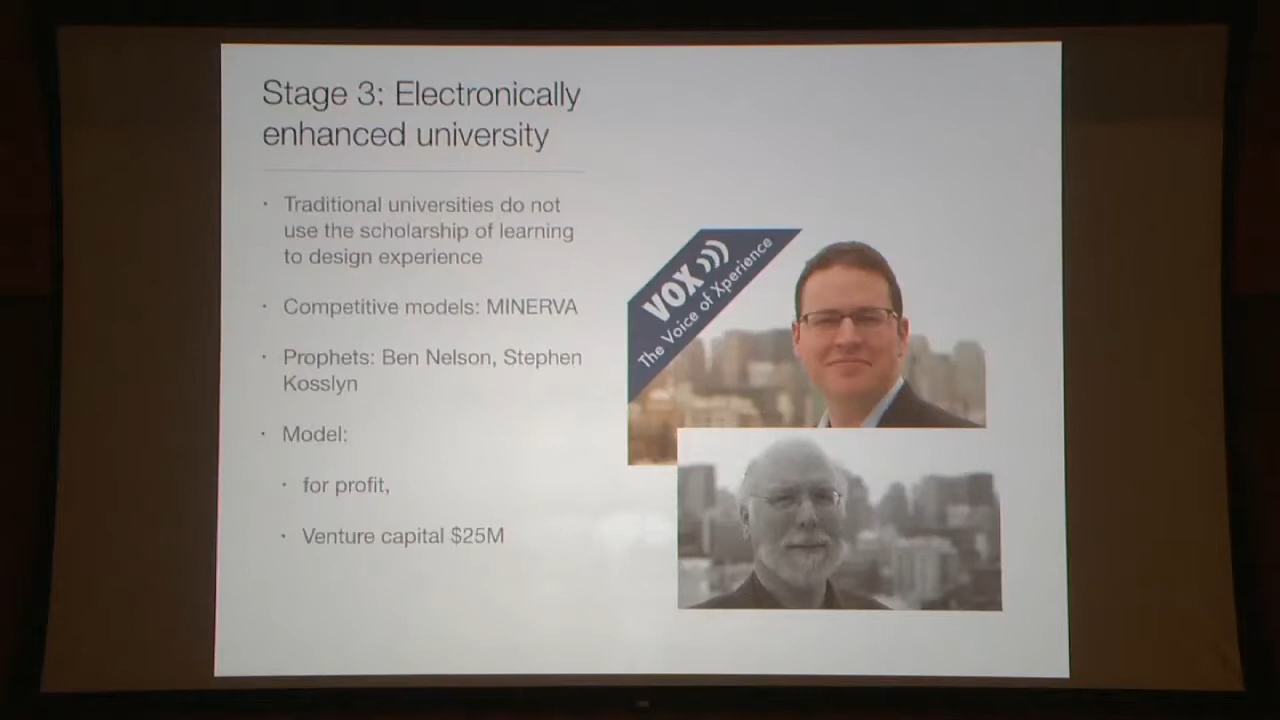 Stage 3: Electronically
enhanced university
· Traditional universities do not
use the scholarship of learning
to design experience
· Competitive models: MINERVA
· Prophets: Ben Nelson, Stephen
Kosslyn
· Model:
· for profit,
· Venture capital $25M
VOX
The Voice of Xperience